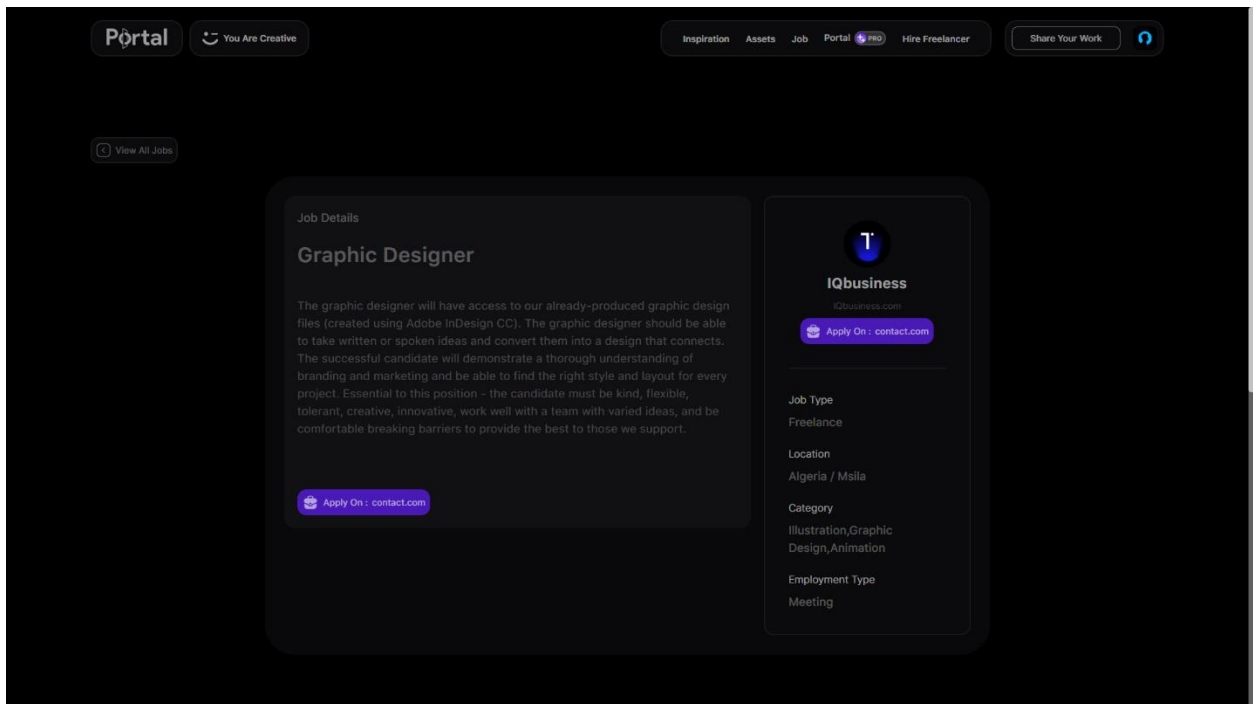 Portal
You Are Creative
Inspiration
Assets
Job
Portal PRO
Hire Freelancer
Share Your Work
View All Jobs
Job Details
Graphic Designer
The graphic designer will have access to our already-produced graphic design
files (created using Adobe InDesign CC). The graphic designer should be able
to take written or spoken ideas and convert them into a design that connects.
The successful candidate will demonstrate a thorough understanding of
branding and marketing and be able to find the right style and layout for every
project. Essential to this position - the candidate must be kind, flexible,
tolerant, creative, innovative, work well with a team with varied ideas, and be
comfortable breaking barriers to provide the best to those we support.
Apply On : contact.com
IQbusiness
IQbusiness.com
Apply On : contact.com
Job Type
Freelance
Location
Algeria / Msila
Category
Illustration,Graphic
Design,Animation
Employment Type
Meeting